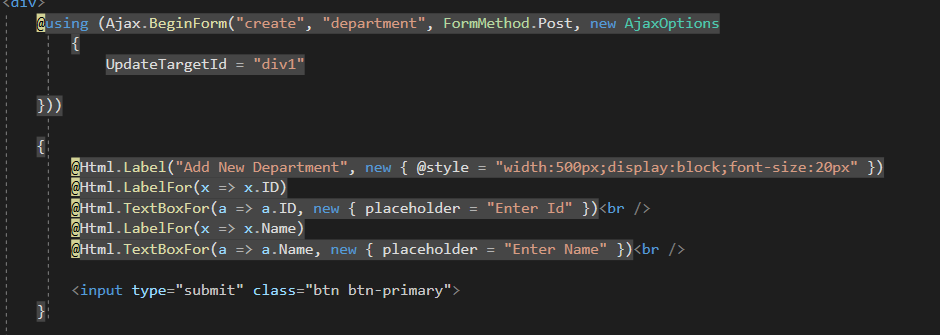 <div>
@using (Ajax.BeginForm("create", "department", FormMethod.Post, new AjaxOptions
{
UpdateTargetId = "div1"
}))
{
@Html.Label("Add New Department", new { @style = "width:500px;display:block;font-size:20px" })
@Html.LabelFor(x => x.ID)
@Html.TextBoxFor(a => a.ID, new { placeholder = "Enter Id" })<br />
@Html.LabelFor(x => x.Name)
@Html.TextBoxFor(a => a.Name, new { placeholder = "Enter Name" })<br />
<input type="submit" class="btn btn-primary">
}